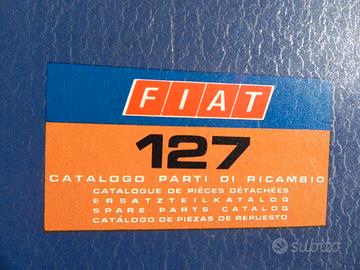 FIAT
127
CATALOGO PARTI DI RICAMBIO
CATALOGUE DE PIÈCES DÉTACHÉES
ERSATZTEILKATALOG
SPARE PARTS CATALOG
CATÁLOGO DE PIEZAS DE REPUESTO
subito